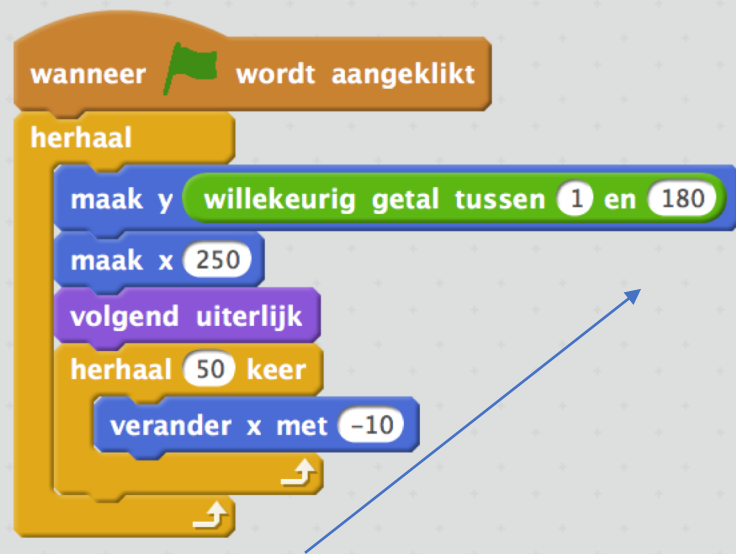 wanneer wordt aangeklikt
herhaal
maak y willekeurig getal tussen 1 en 180
maak x 250
volgend uiterlijk
herhaal 50 keer
verander x met -10